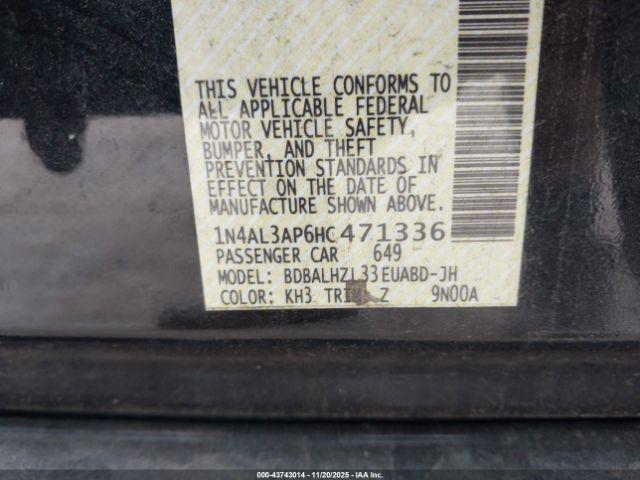 THIS VEHICLE CONFORMS TO
ALL APPLICABLE FEDERAL
MOTOR VEHICLE SAFETY,
BUMPER, AND THEFT
PREVENTION STANDARDS IN
EFFECT ON THE DATE OF
MANUFACTURE SHOWN ABOVE.
1N4AL3AP6HC471336
PASSENGER CAR 649
MODEL: BDBALHZL33EUABD-JH
COLOR: KH3 TRIM Z 9N00A
000-43743014 - 11/20/2025 - IAA Inc.